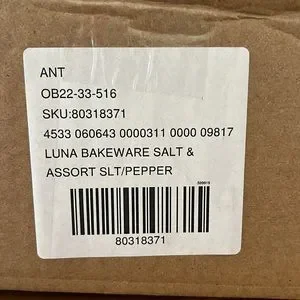 ANT
OB22-33-516
SKU:80318371
4533 060643 0000311 0000 09817
LUNA BAKEWARE SALT &
ASSORT SLT/PEPPER
80318371